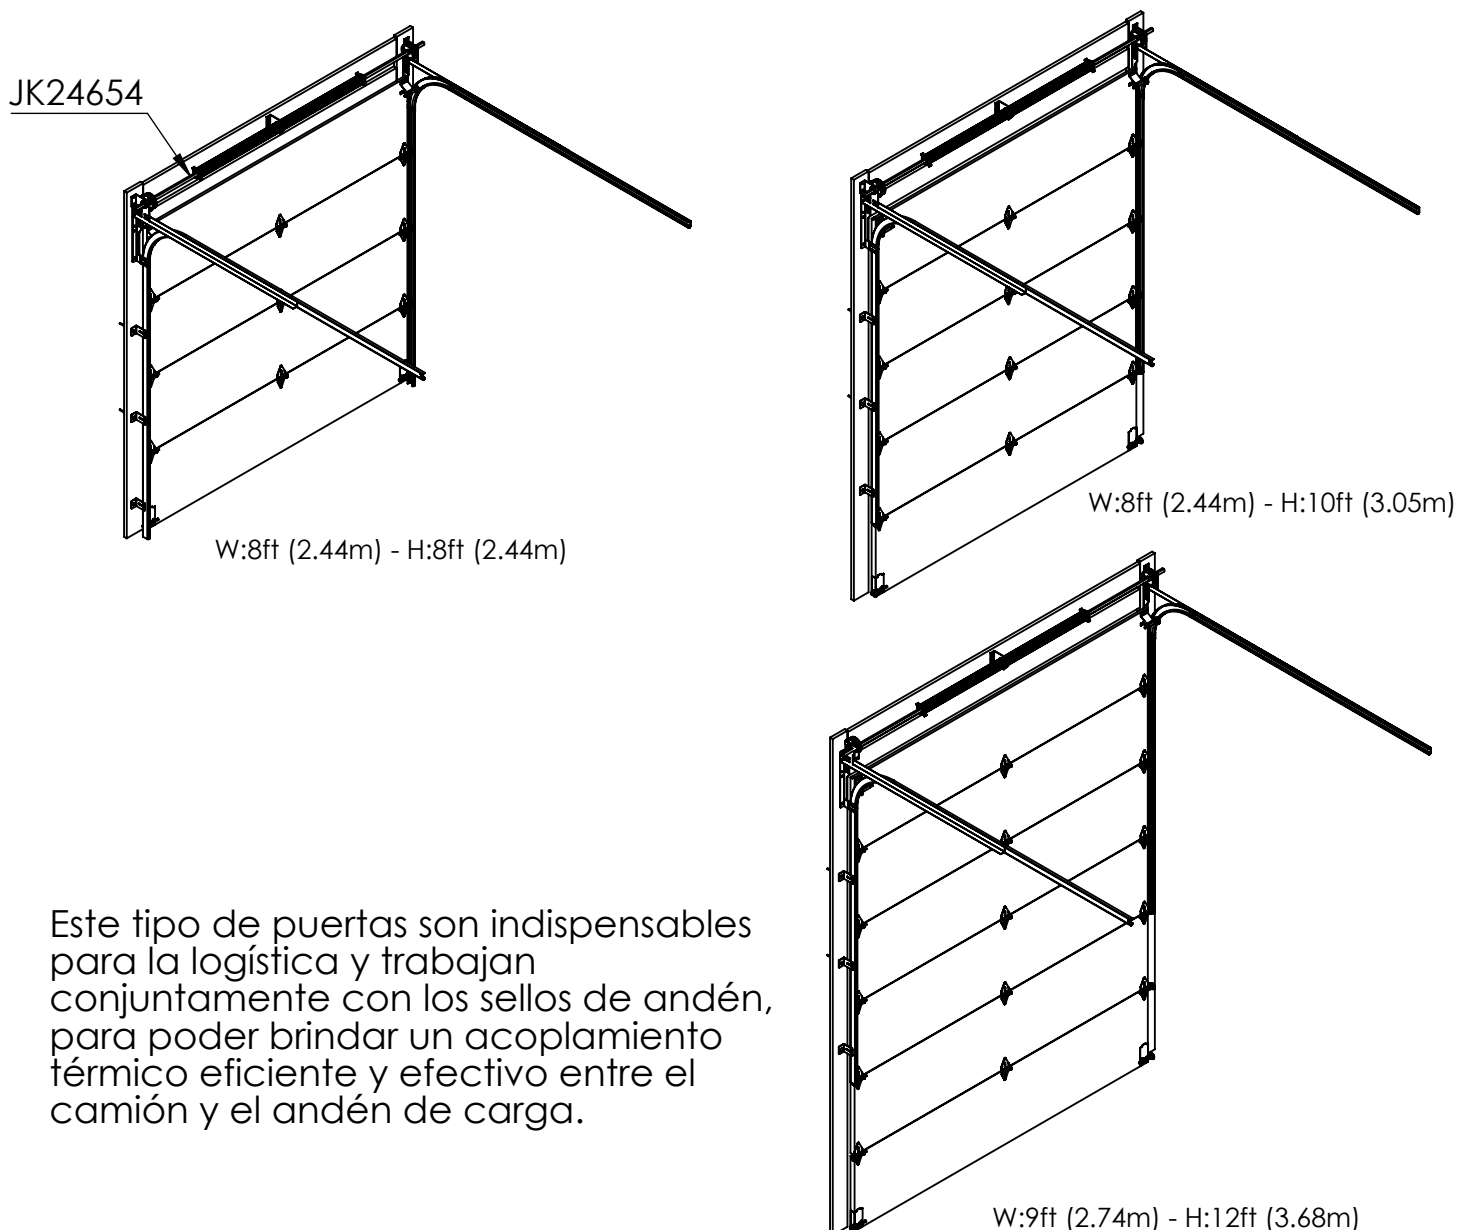 JK24654
W:8ft (2.44m) - H:8ft (2.44m)
W:8ft (2.44m) - H:10ft (3.05m)
Este tipo de puertas son indispensables
para la logística y trabajan
conjuntamente con los sellos de andén,
para poder brindar un acoplamiento
térmico eficiente y efectivo entre el
camión y el andén de carga.
W:9ft (2.74m) - H:12ft (3.68m)